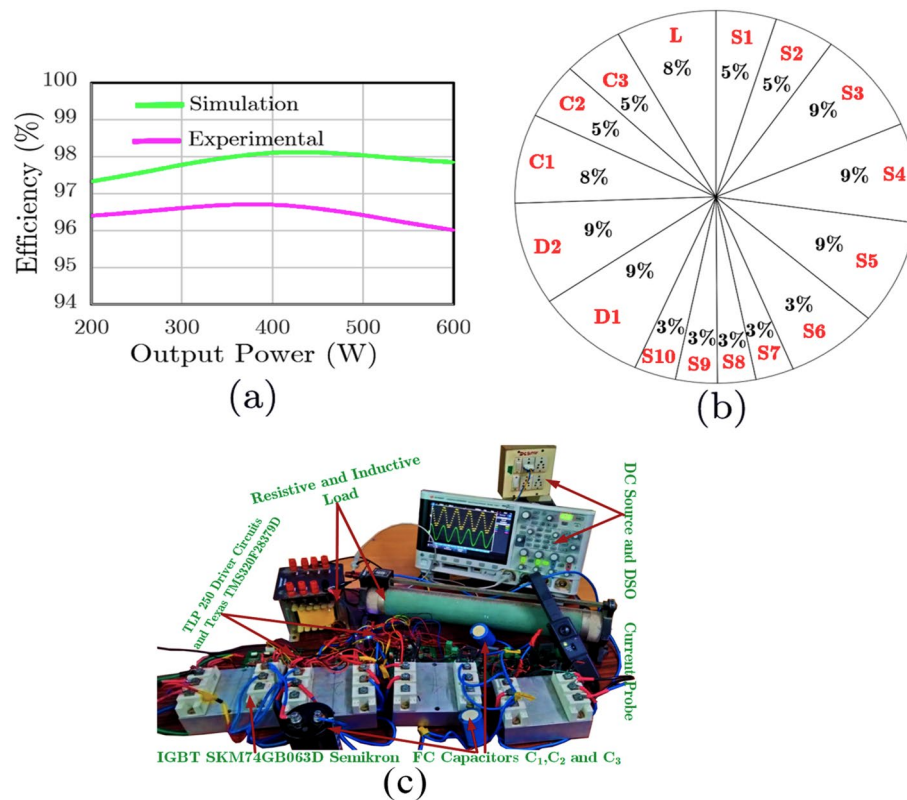 100
99
98
97
96
95
94
Efficiency (%)
Simulation
Experimental
200 300 400 500 600
Output Power (W)
(a)
L
8%
S1
5%
S2
5%
S3
9%
S4
9%
S5
9%
S6
3%
S7
3%
S8
3%
S9
3%
S10
3%
D1
9%
D2
9%
C1
8%
C2
5%
C3
5%
(b)
Resistive and Inductive
Load
TLP 250 Driver Circuits
and Texas TMS320F28379D
DC Source and DSO
Current Probe
IGBT SKM74GB063D Semikron
FC Capacitors C₁,C₂ and C₃
(c)